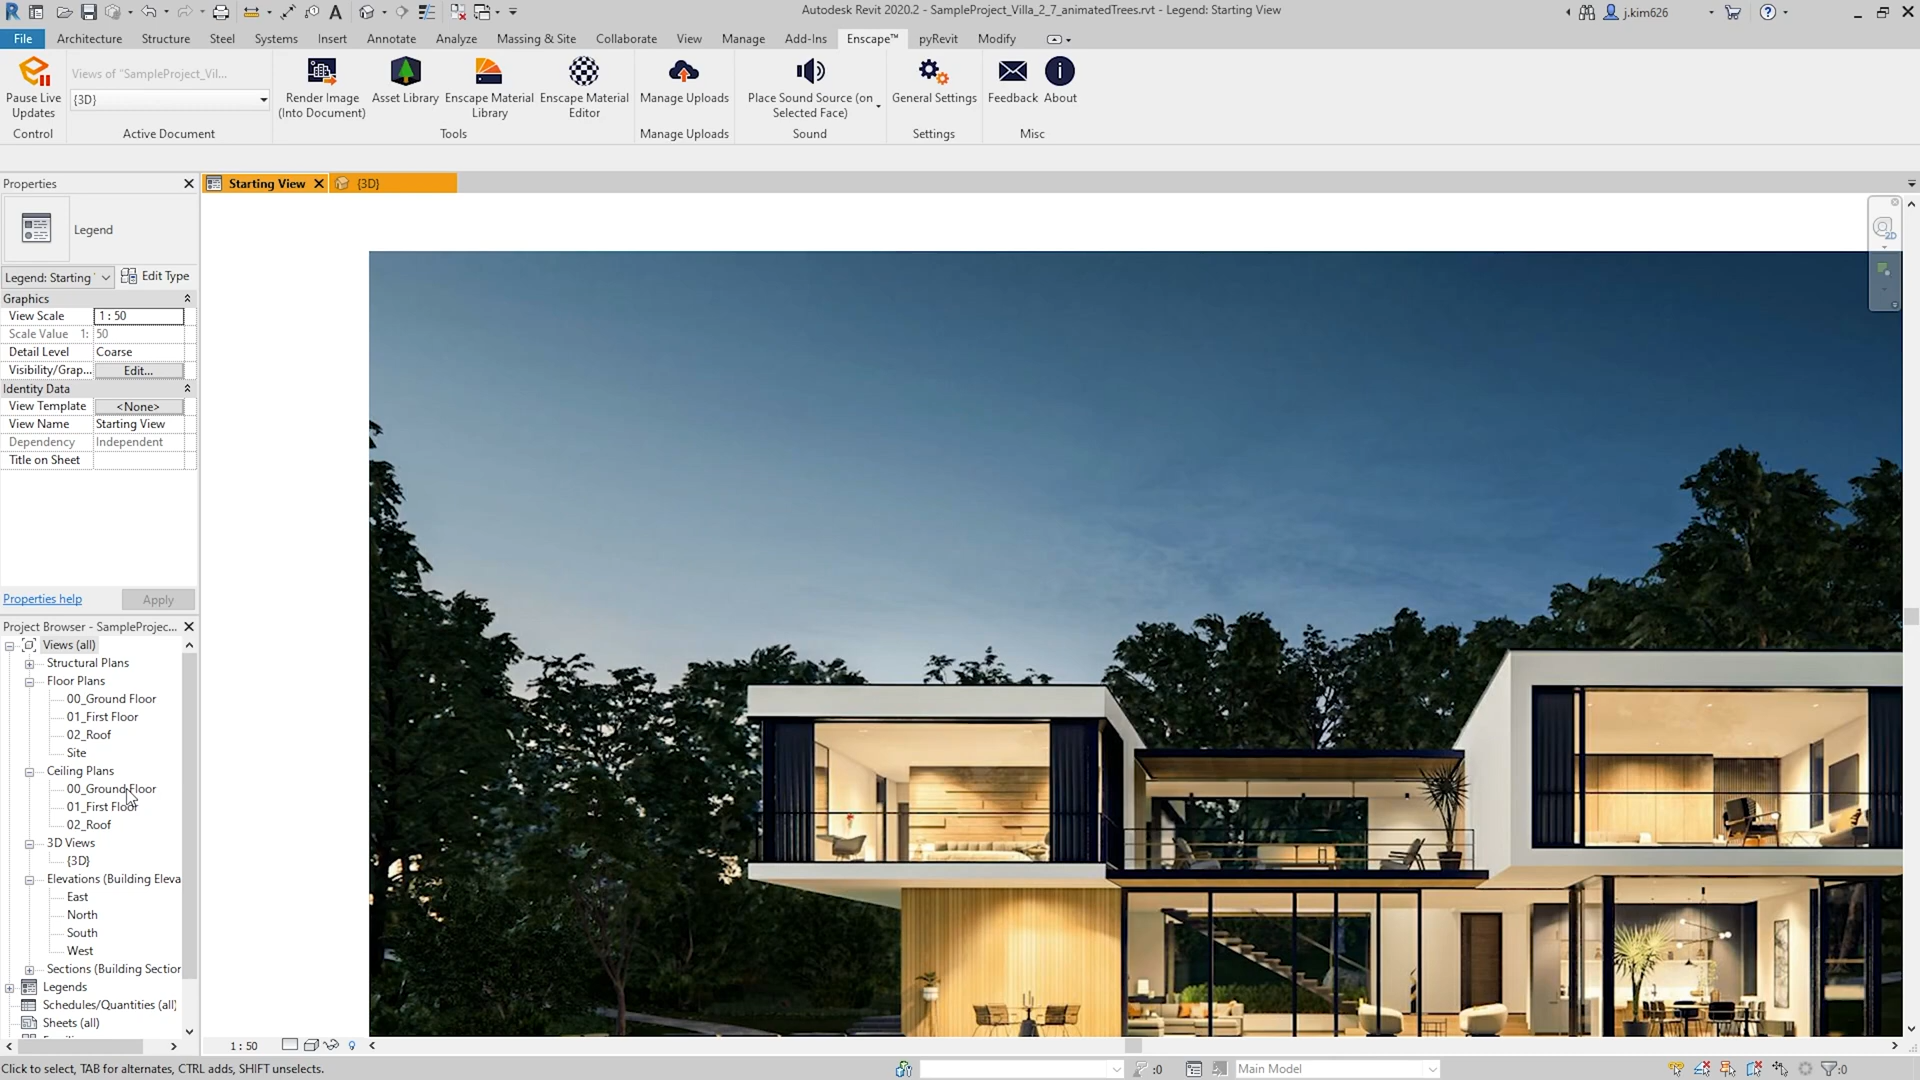 Autodesk Revit 2020.2 - SampleProject_Villa_2_7_animatedTrees.rvt - Legend: Starting View
j.kim626
File Architecture Structure Steel Systems Insert Annotate Analyze Massing & Site Collaborate View Manage Add-Ins Enscape™ pyRevit Modify
Views of "SampleProject_Vil...
{3D}
Pause Live
Updates
Render Image
(Into Document)
Asset Library
Enscape Material
Library
Enscape Material
Editor
Manage Uploads
Place Sound Source (on
Selected Face)
General Settings
Feedback
About
Control Active Document Tools Manage Uploads Sound Settings Misc
Properties
Starting View
{3D}
Legend
Legend: Starting
Edit Type
Graphics
View Scale 1 : 50
Scale Value 1: 50
Detail Level Coarse
Visibility/Grap... Edit...
Identity Data
View Template <None>
View Name Starting View
Dependency Independent
Title on Sheet
Properties help
Apply
Project Browser - SampleProjec...
Views (all)
Structural Plans
Floor Plans
00_Ground Floor
01_First Floor
02_Roof
Site
Ceiling Plans
00_Ground Floor
01_First Floor
02_Roof
3D Views
{3D}
Elevations (Building Eleva
East
North
South
West
Sections (Building Section
Legends
Schedules/Quantities (all)
Sheets (all)
1 : 50
Click to select, TAB for alternates, CTRL adds, SHIFT unselects.
:0
Main Model
:0
2D